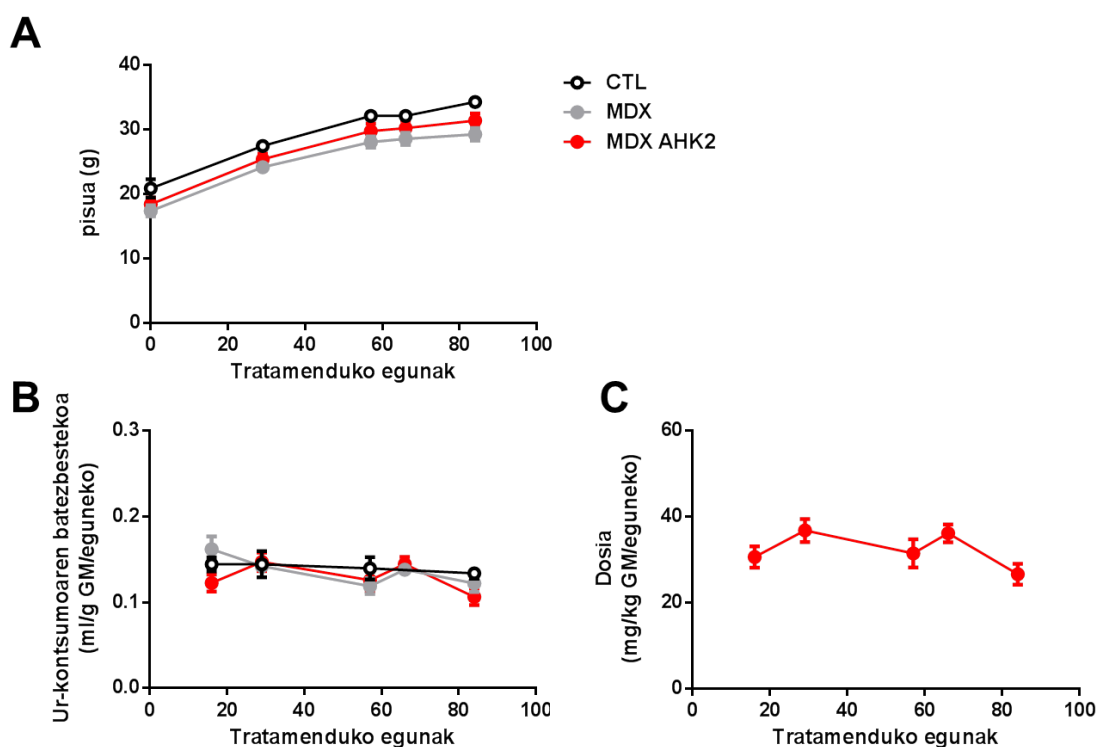 A
40
30
20
10
0
pisua (g)
0 20 40 60 80 100
Tratamenduko egunak
CTL
MDX
MDX AHK2
B
0.3
0.2
0.1
0.0
Ur-kontsumoaren batezbestekoa
(ml/g GM/eguneko)
0 20 40 60 80 100
Tratamenduko egunak
C
60
40
20
0
Dosia
(mg/kg GM/eguneko)
20 40 60 80 100
Tratamenduko egunak